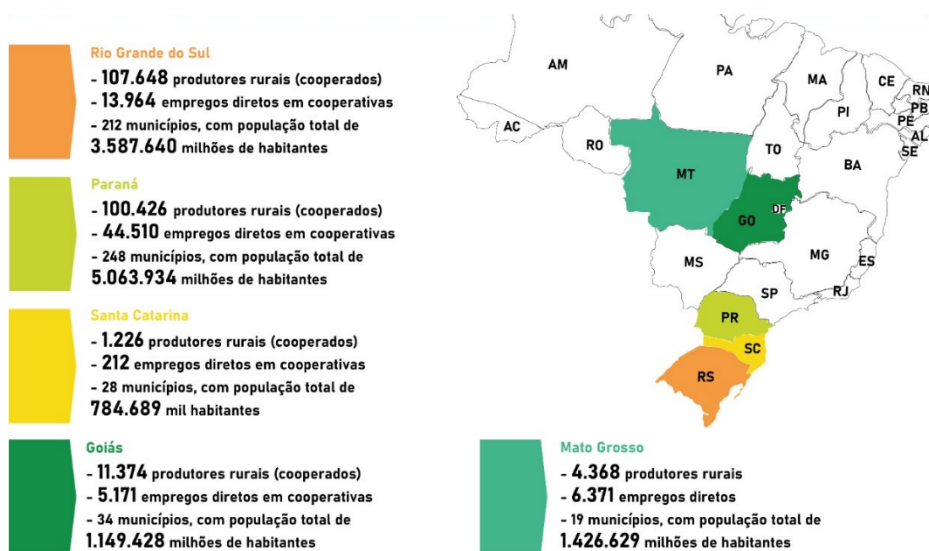 Rio Grande do Sul
- 107.648 produtores rurais (cooperados)
- 13.964 empregos diretos em cooperativas
- 212 municípios, com população total de
3.587.640 milhões de habitantes
Paraná
- 100.426 produtores rurais (cooperados)
- 44.510 empregos diretos em cooperativas
- 248 municípios, com população total de
5.063.934 milhões de habitantes
Santa Catarina
- 1.226 produtores rurais (cooperados)
- 212 empregos diretos em cooperativas
- 28 municípios, com população total de
784.689 mil habitantes
Goiás
- 11.374 produtores rurais (cooperados)
- 5.171 empregos diretos em cooperativas
- 34 municípios, com população total de
1.149.428 milhões de habitantes
Mato Grosso
- 4.368 produtores rurais
- 6.371 empregos diretos
- 19 municípios, com população total de
1.426.629 milhões de habitantes
AM
PA
MA
CE
RN
PB
PI
PE
AL
SE
AC
RO
TO
BA
MT
DF
GO
MS
MG
ES
SP
RJ
PR
SC
RS